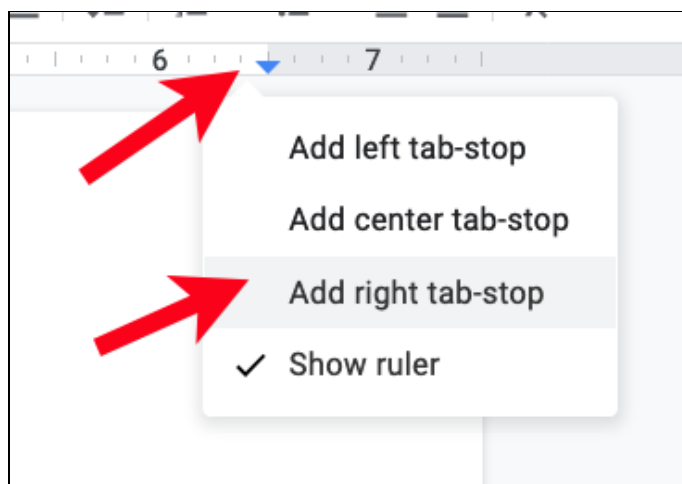 6 7
Add left tab-stop
Add center tab-stop
Add right tab-stop
Show ruler